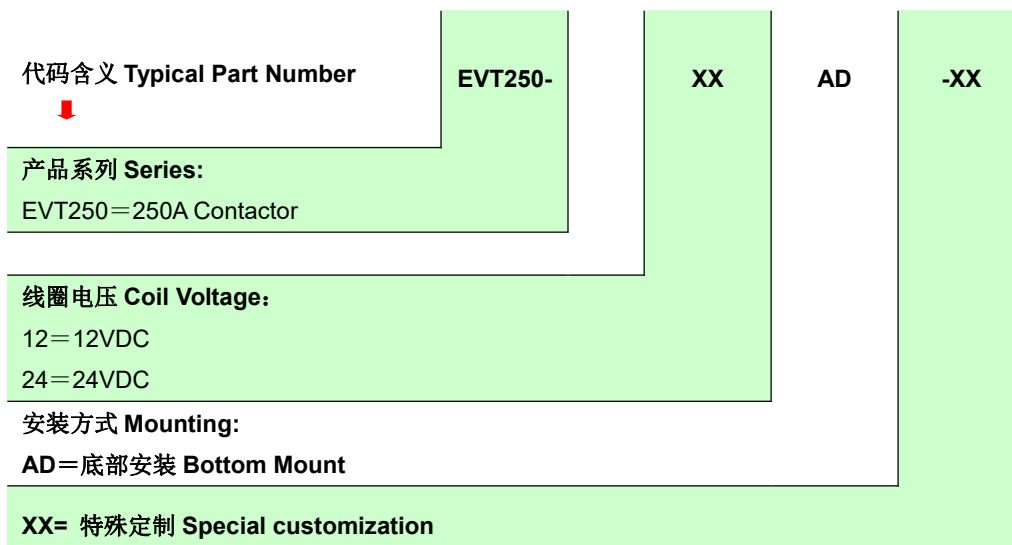 代码含义 Typical Part Number EVT250- XX AD -XX
产品系列 Series:
EVT250＝250A Contactor
线圈电压 Coil Voltage：
12＝12VDC
24＝24VDC
安装方式 Mounting:
AD＝底部安装 Bottom Mount
XX= 特殊定制 Special customization